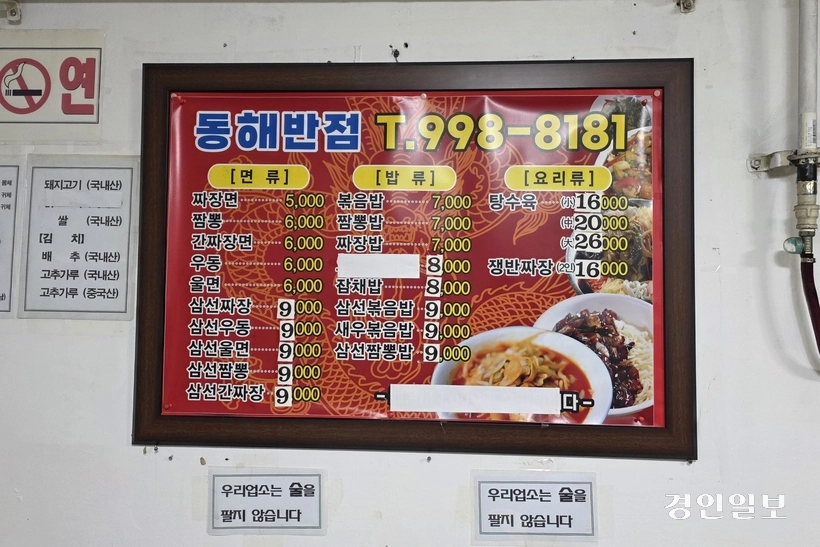 연
돼지고기 (국내산)
쌀 (국내산)
[김 치]
배 추 (국내산)
고추가루 (국내산)
고추가루 (중국산)
동해반점 T.998-8181
[면 류]
짜장면 5,000
짬뽕 6,000
간짜장면 6,000
우동 6,000
울면 6,000
삼선짜장 9,000
삼선우동 9,000
삼선울면 9,000
삼선짬뽕 9,000
삼선간짜장 9,000
[밥 류]
볶음밥 7,000
짬뽕밥 7,000
짜장밥 7,000
8,000
잡채밥 8,000
삼선볶음밥 9,000
새우볶음밥 9,000
삼선짬뽕밥 9,000
[요리류]
탕수육 (小) 16,000
(中) 20,000
(大) 26,000
쟁반짜장 (2인) 16,000
- 다-
우리업소는 술을
팔지 않습니다
우리업소는 술을
팔지 않습니다
경인일보